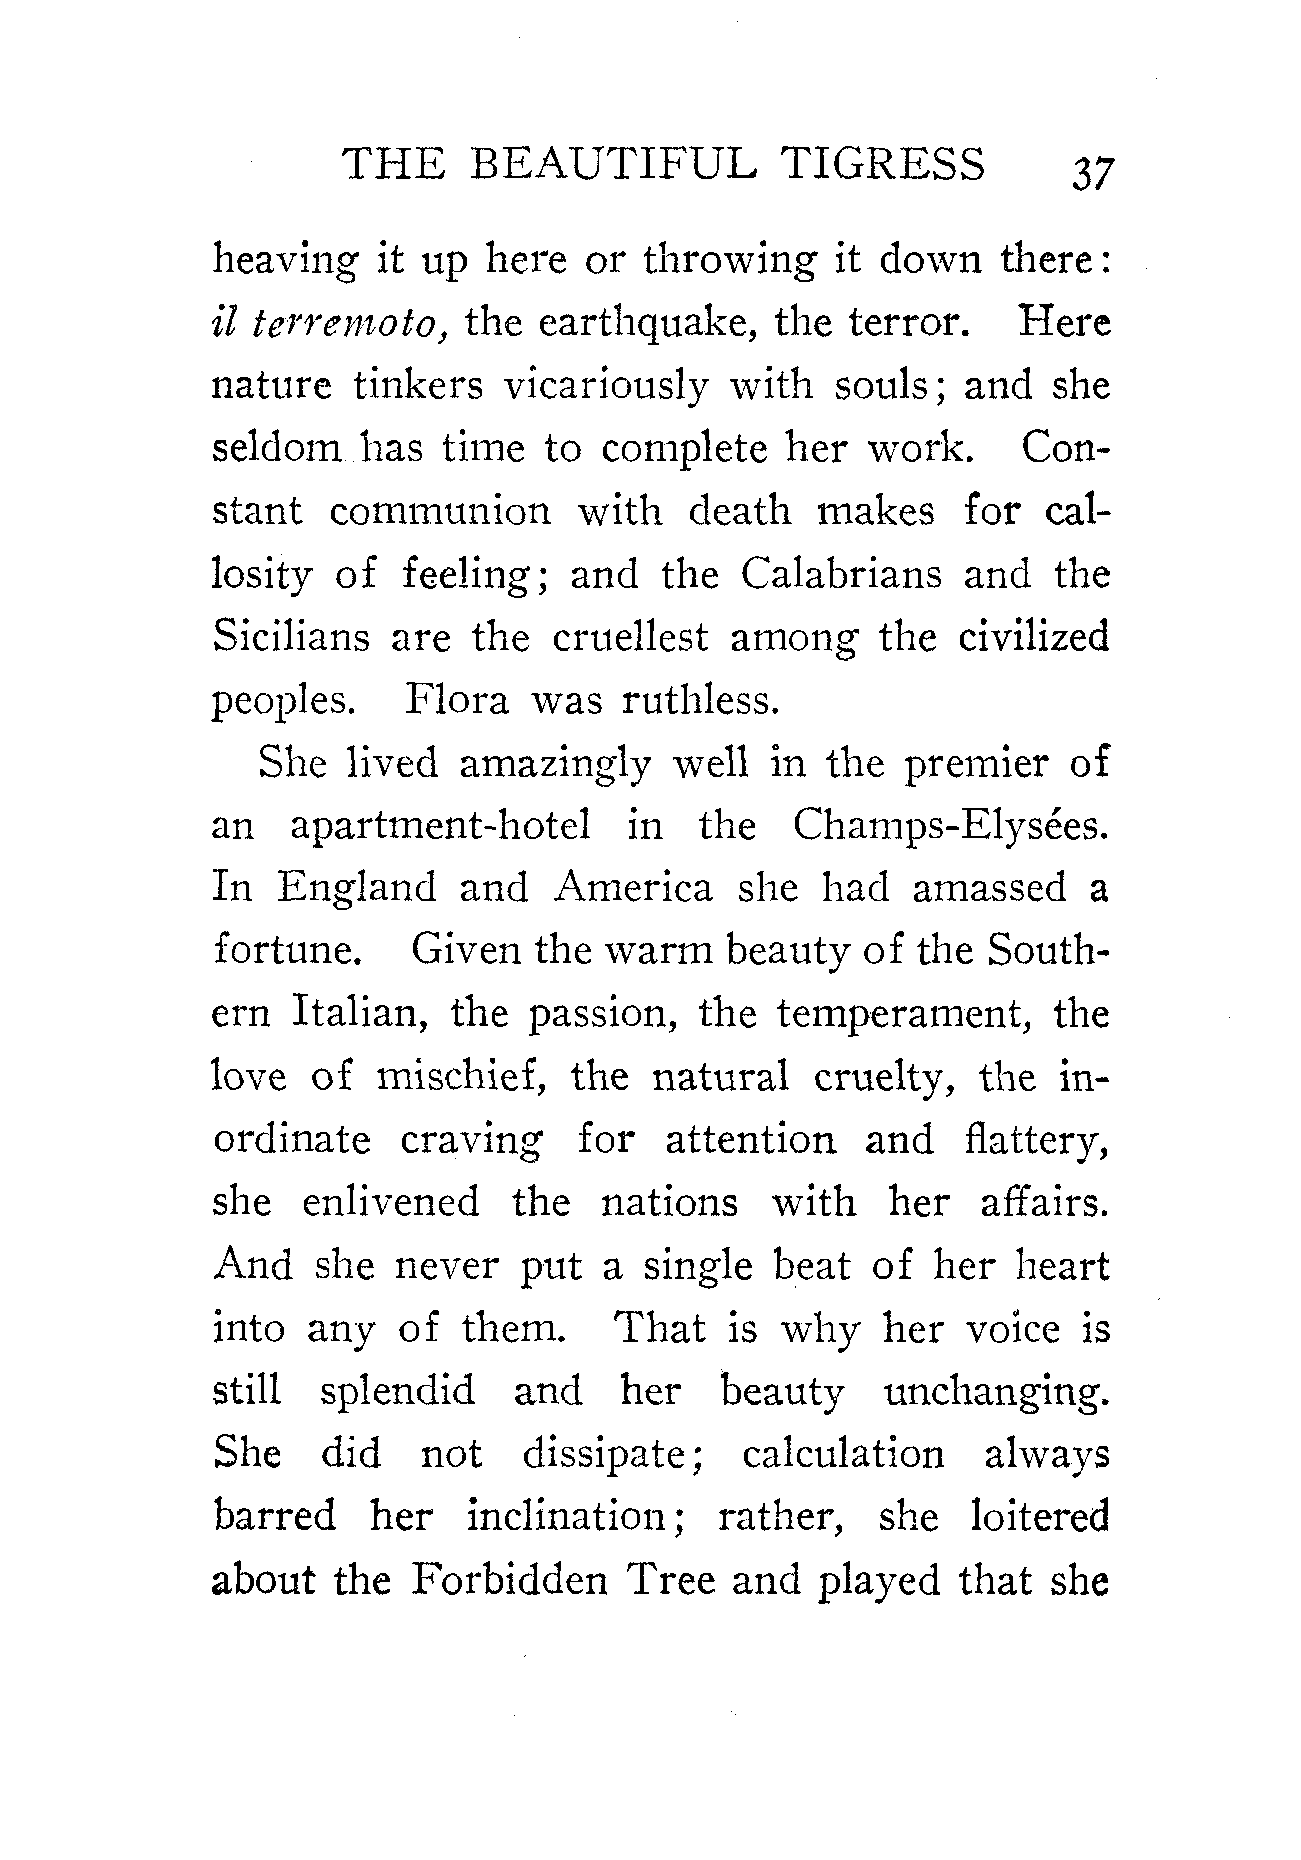 THE BEAUTIFUL TIGRESS 37
heaving it up here or throwing it down there:
il terremoto, the earthquake, the terror. Here
nature tinkers vicariously with souls; and she
seldom has time to complete her work. Con-
stant communion with death makes for cal-
losity of feeling; and the Calabrians and the
Sicilians are the cruellest among the civilized
peoples. Flora was ruthless.
She lived amazingly well in the premier of
an apartment-hotel in the Champs-Elysées.
In England and America she had amassed a
fortune. Given the warm beauty of the South-
ern Italian, the passion, the temperament, the
love of mischief, the natural cruelty, the in-
ordinate craving for attention and flattery,
she enlivened the nations with her affairs.
And she never put a single beat of her heart
into any of them. That is why her voice is
still splendid and her beauty unchanging.
She did not dissipate; calculation always
barred her inclination; rather, she loitered
about the Forbidden Tree and played that she